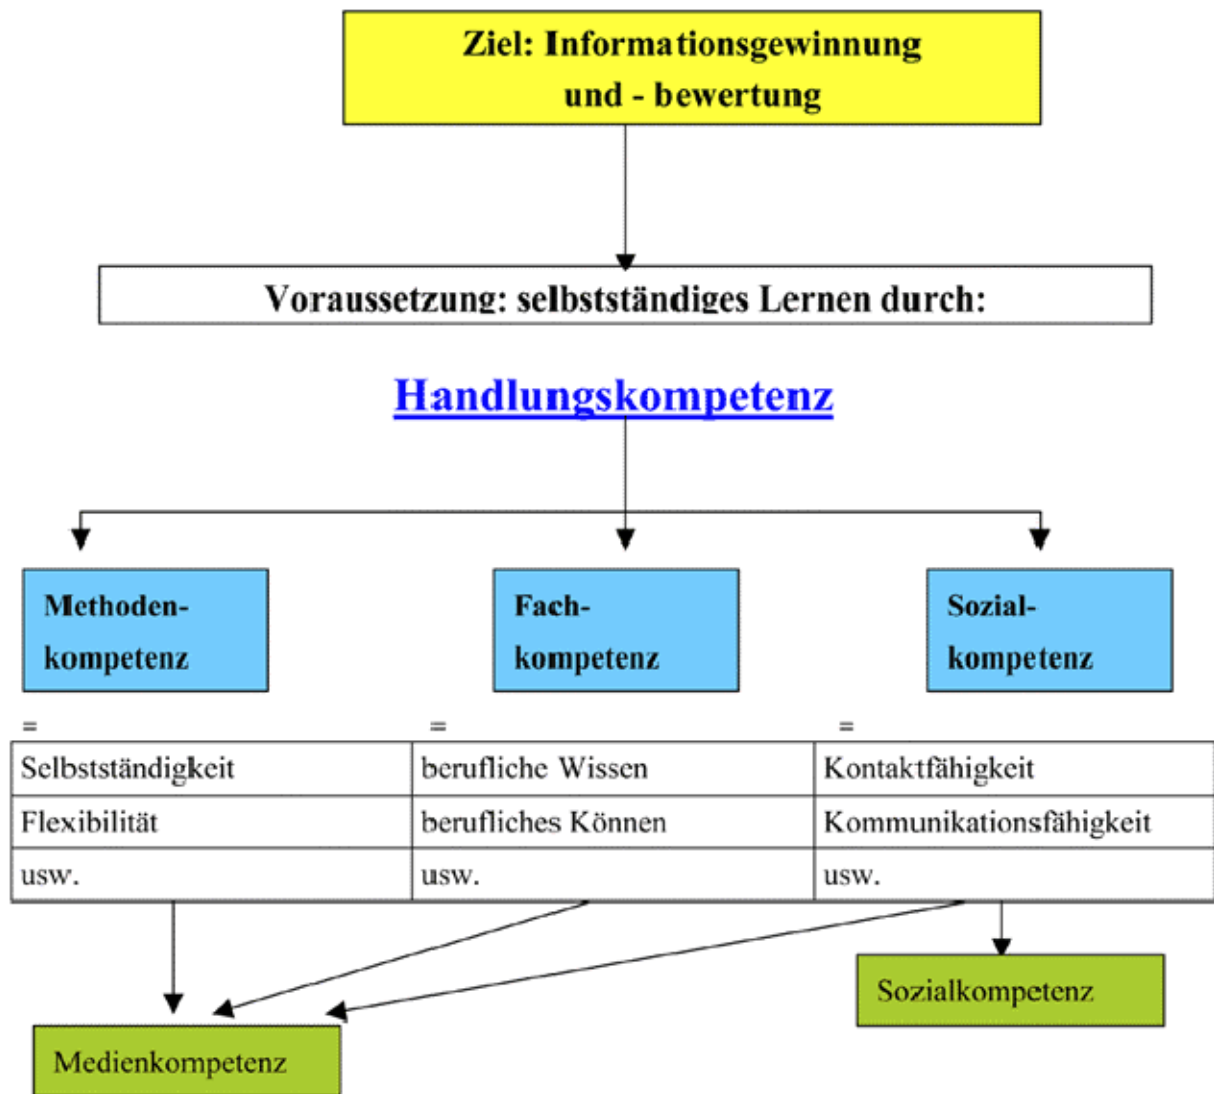 Ziel: Informationsgewinnung
und - bewertung
Voraussetzung: selbstständiges Lernen durch:
Handlungskompetenz
Methoden-
kompetenz
Fach-
kompetenz
Sozial-
kompetenz
= = =
Selbstständigkeit berufliche Wissen Kontaktfähigkeit
Flexibilität berufliches Können Kommunikationsfähigkeit
usw. usw. usw.
Sozialkompetenz
Medienkompetenz